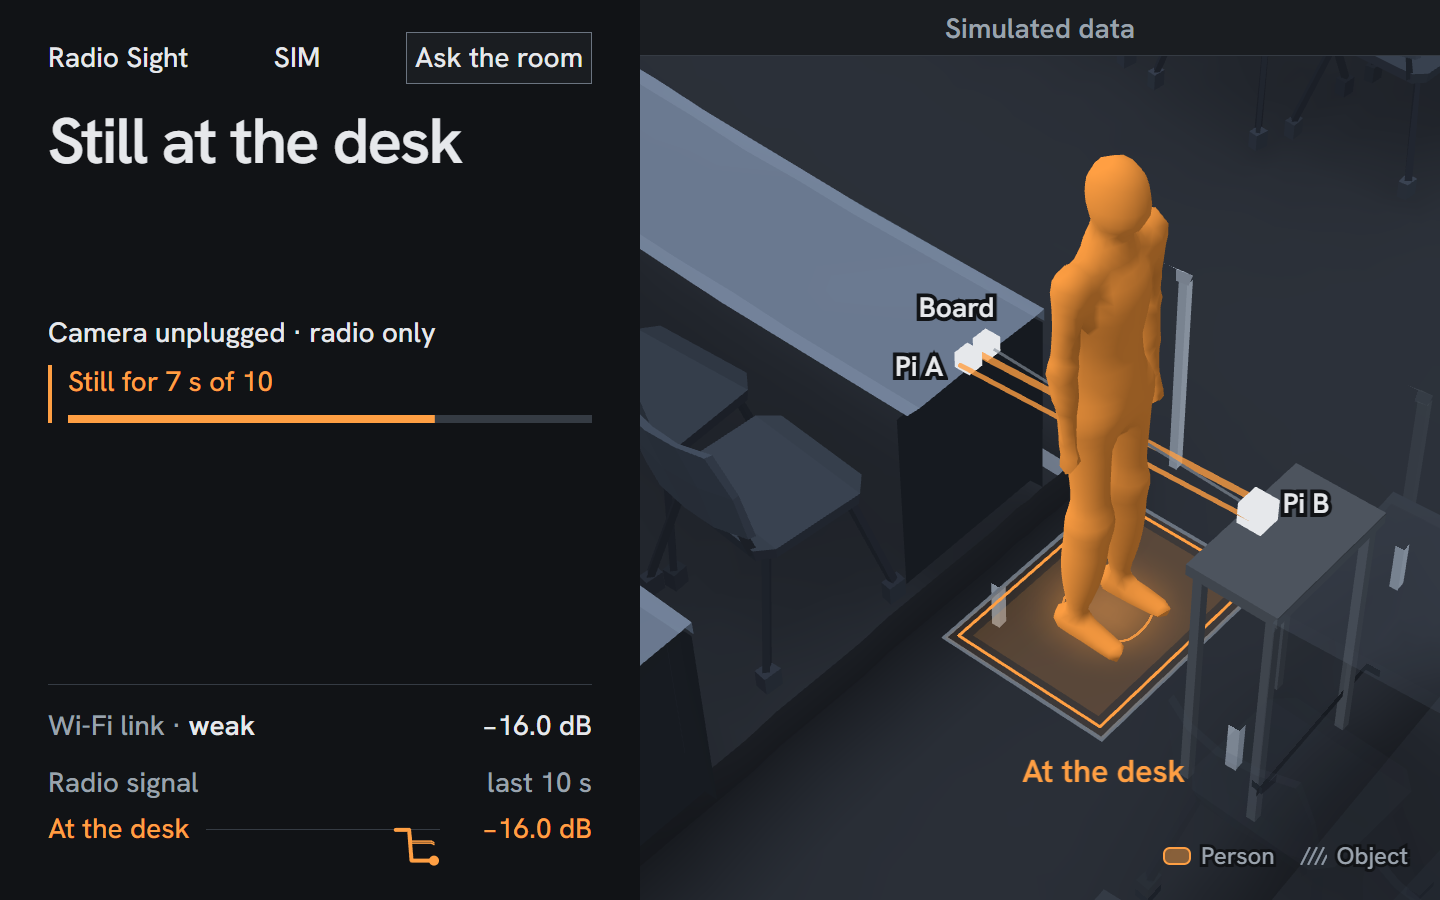 Radio Sight
SIM
Ask the room
Still at the desk
Camera unplugged · radio only
Still for 7 s of 10
Wi-Fi link · weak
−16.0 dB
Radio signal
last 10 s
At the desk
−16.0 dB
Simulated data
Board
Pi A
Pi B
At the desk
Person
Object